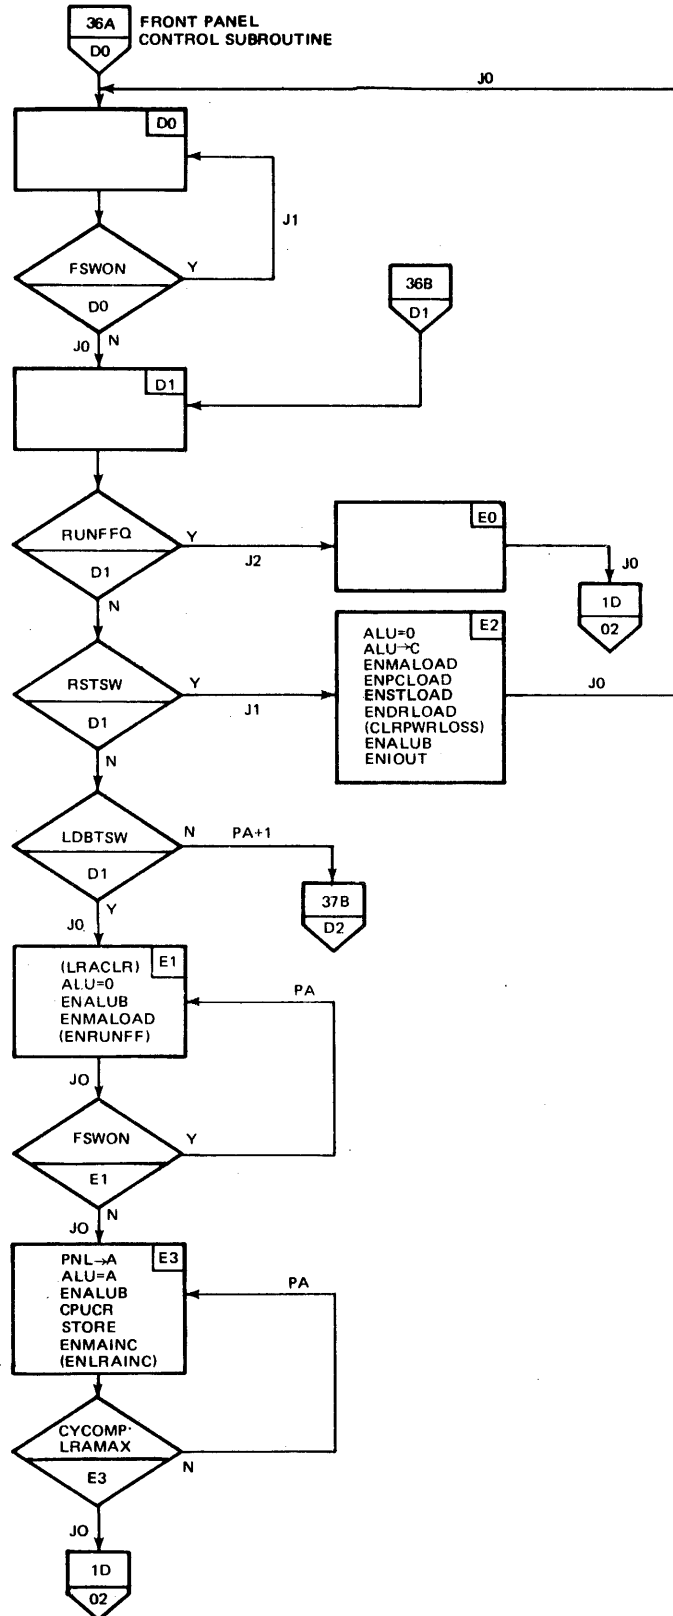 36A
D0
FRONT PANEL
CONTROL SUBROUTINE
J0
D0
J1
FSWON
Y
D0
J0
N
36B
D1
D1
RUNFFQ
Y
D1
J2
N
E0
J0
1D
02
RSTSW
Y
D1
J1
N
E2
ALU=0
ALU→C
ENMALOAD
ENPCLOAD
ENSTLOAD
ENDRLOAD
(CLRPWRLOSS)
ENALUB
ENIOUT
J0
LDBTSW
N
PA+1
D1
Y
J0
37B
D2
E1
(LRACLR)
ALU=0
ENALUB
ENMALOAD
(ENRUNFF)
PA
JO
FSWON
Y
E1
N
JO
E3
PNL→A
ALU=A
ENALUB
CPUCR
STORE
ENMAINC
(ENLRAINC)
PA
CYCOMP·
LRAMAX
N
E3
JO
1D
02